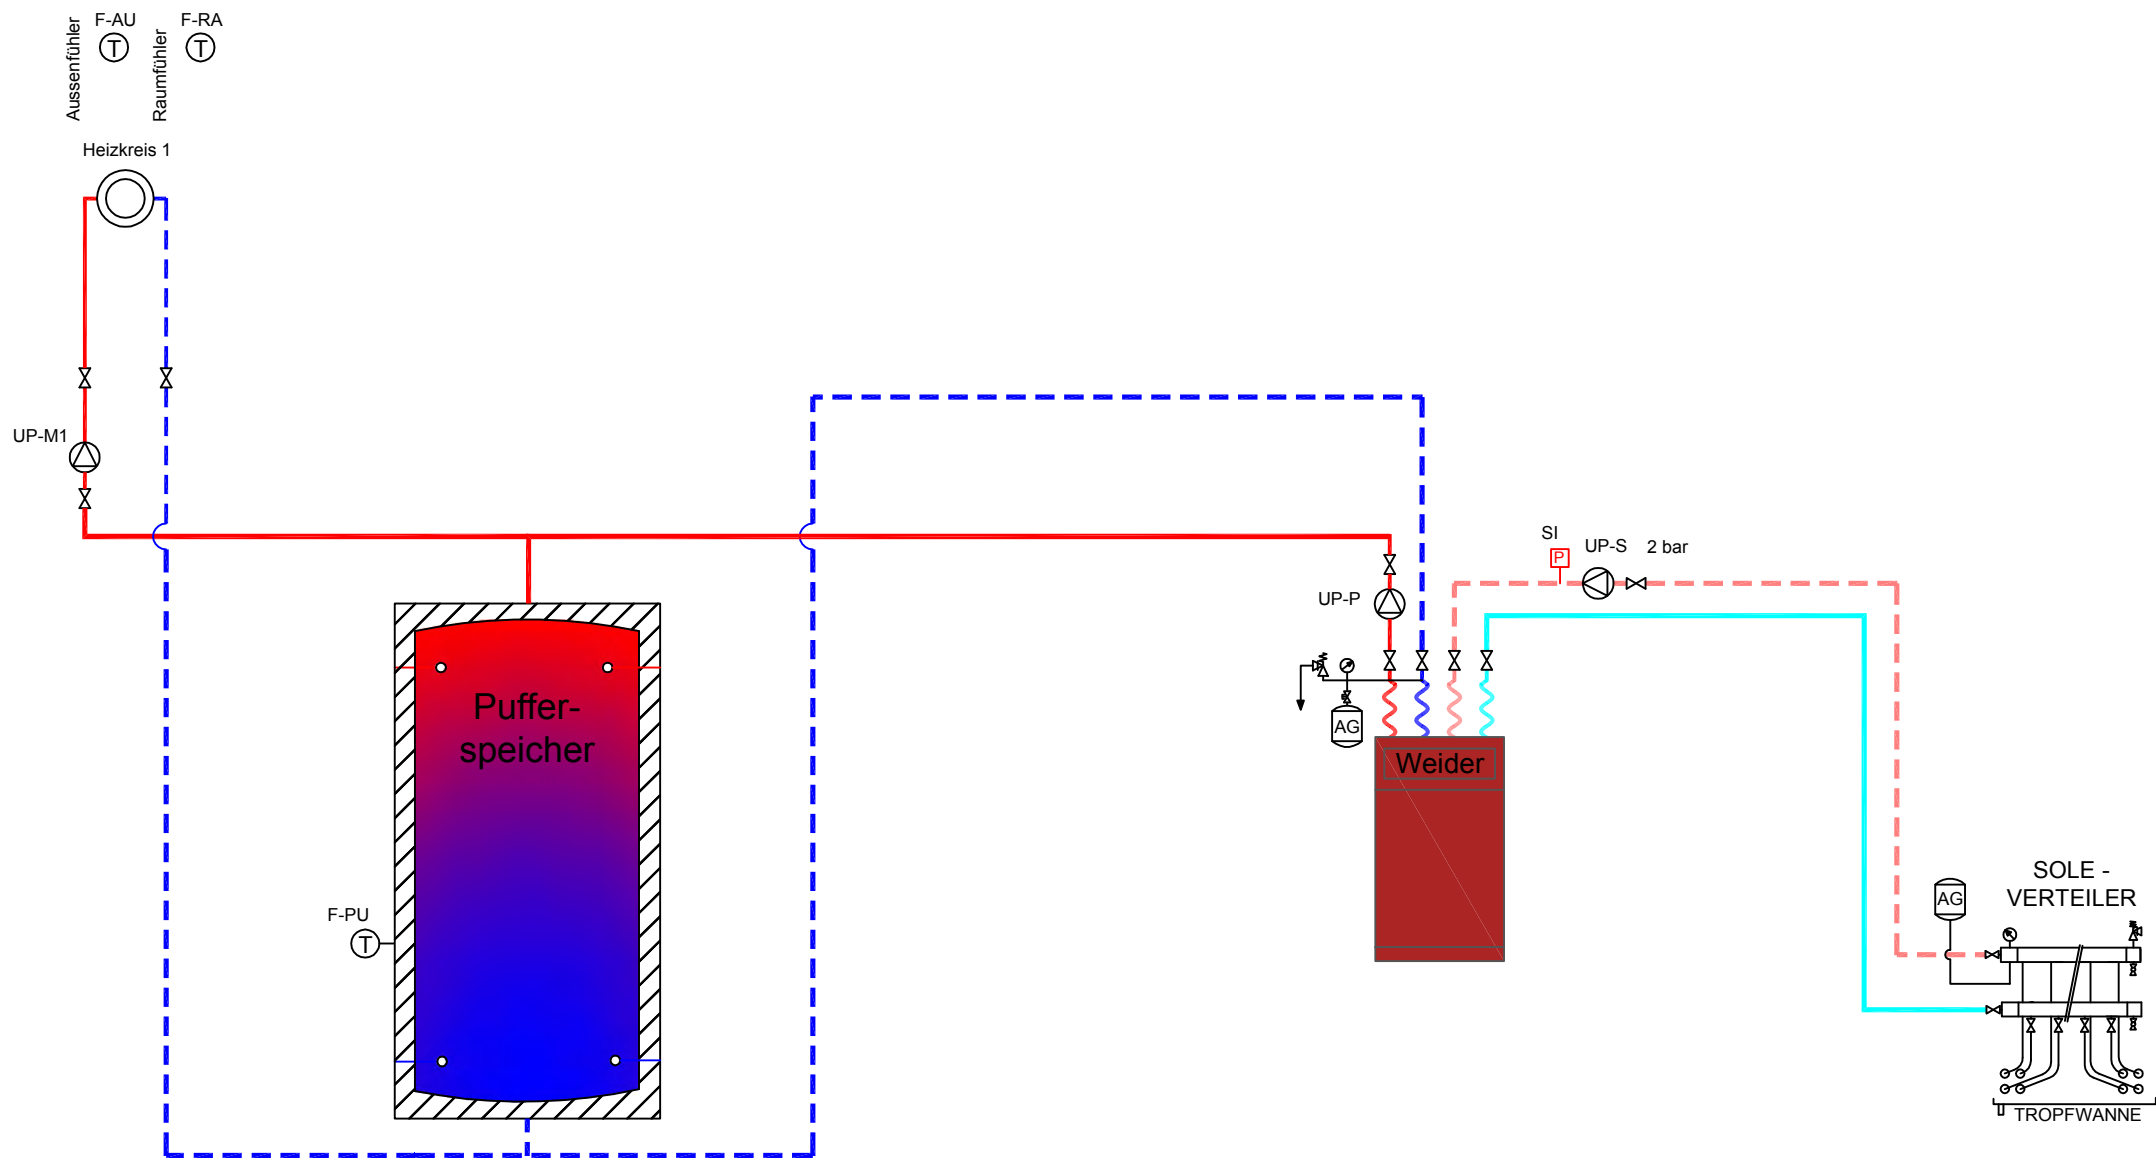 F-AU
F-RA
Aussenfühler
T
Raumfühler
T
Heizkreis 1
UP-M1
SI
P
UP-S
2 bar
UP-P
Puffer-
speicher
AG
Weider
F-PU
T
SOLE -
VERTEILER
AG
TROPFWANNE